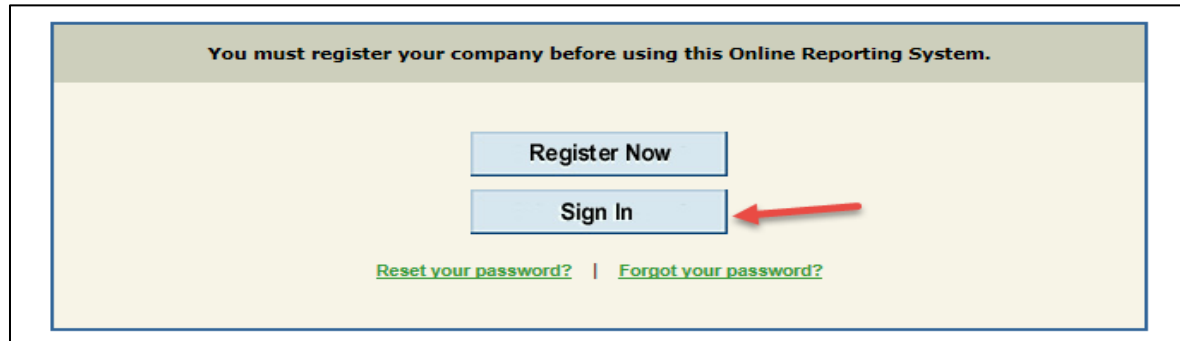 You must register your company before using this Online Reporting System.
Register Now
Sign In
Reset your password? | Forgot your password?